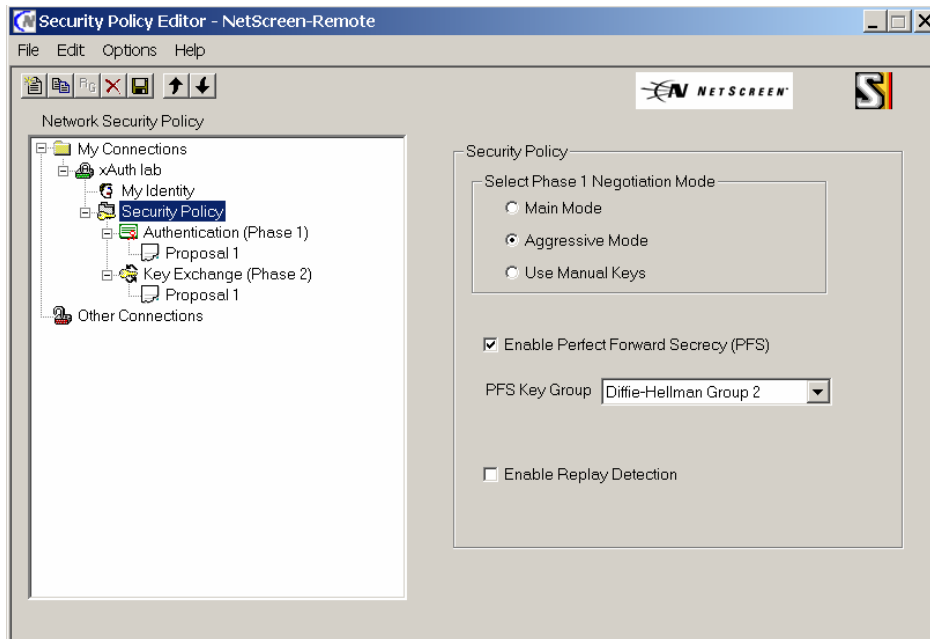 Security Policy Editor - NetScreen-Remote
File Edit Options Help
NETSCREEN
Network Security Policy
My Connections
xAuth lab
My Identity
Security Policy
Authentication (Phase 1)
Proposal 1
Key Exchange (Phase 2)
Proposal 1
Other Connections
Security Policy
Select Phase 1 Negotiation Mode
Main Mode
Aggressive Mode
Use Manual Keys
Enable Perfect Forward Secrecy (PFS)
PFS Key Group Diffie-Hellman Group 2
Enable Replay Detection